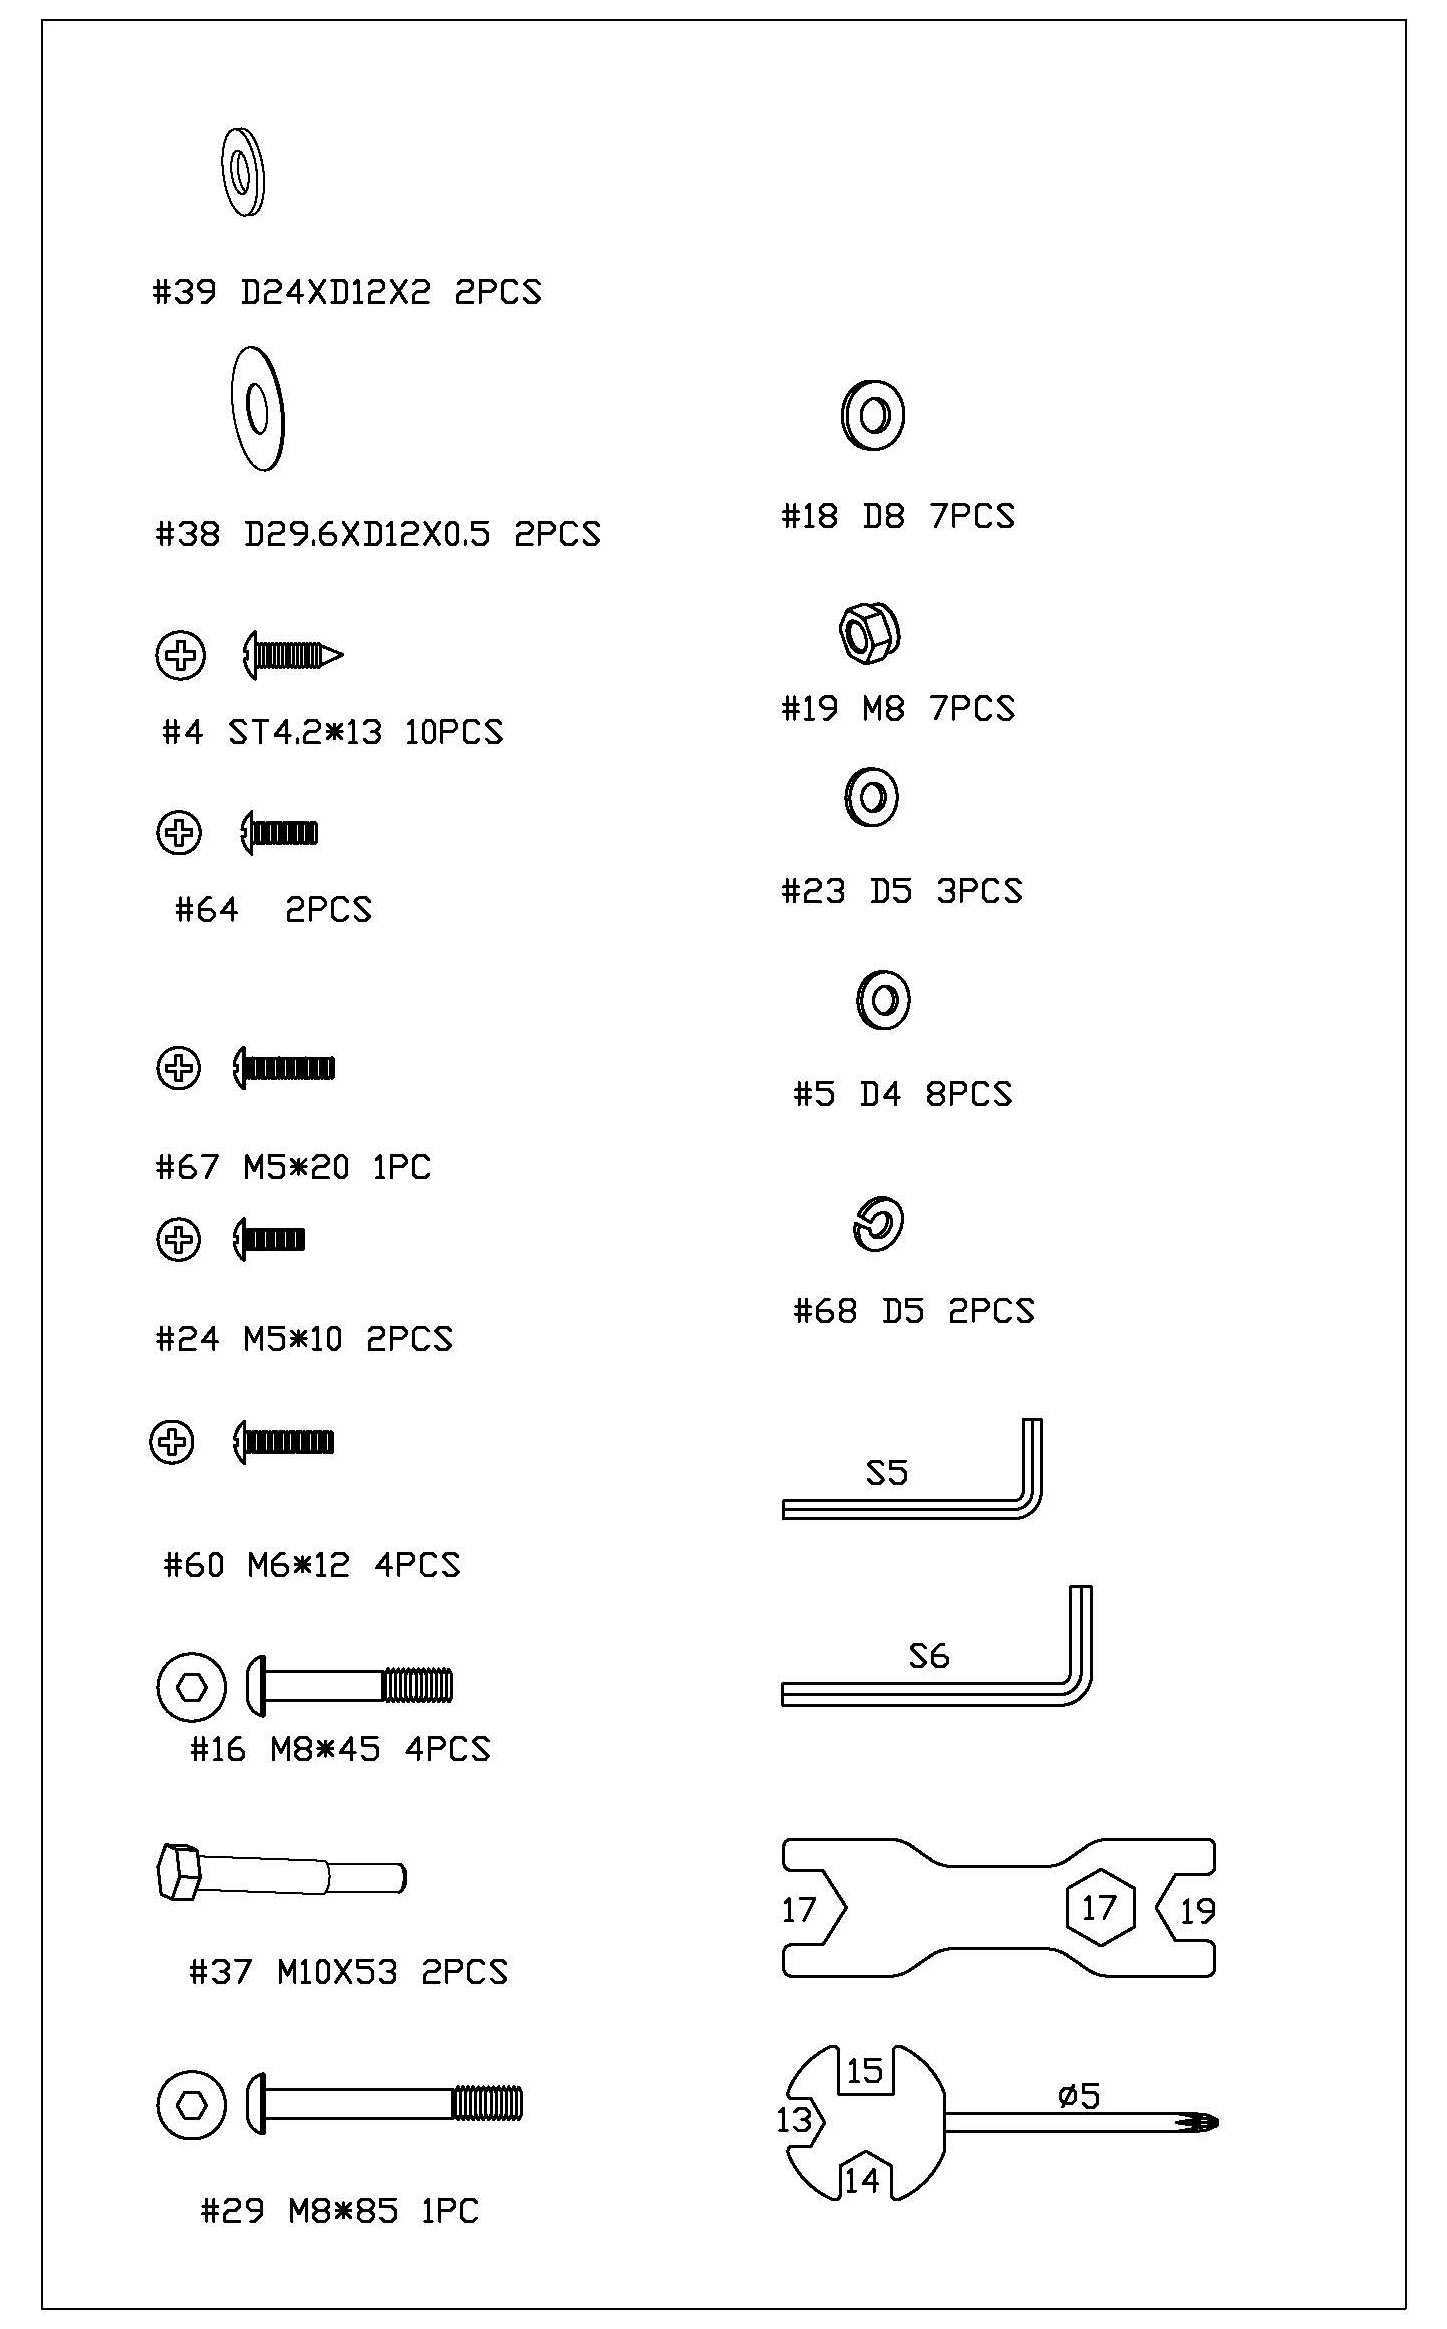 #39 D24XD12X2 2PCS
#38 D29.6XD12X0.5 2PCS
#4 ST4.2*13 10PCS
#64 2PCS
#67 M5*20 1PC
#24 M5*10 2PCS
#60 M6*12 4PCS
#16 M8*45 4PCS
#37 M10X53 2PCS
#29 M8*85 1PC
#18 D8 7PCS
#19 M8 7PCS
#23 D5 3PCS
#5 D4 8PCS
#68 D5 2PCS
S5
S6
17 17 19
15
ø5
13
14